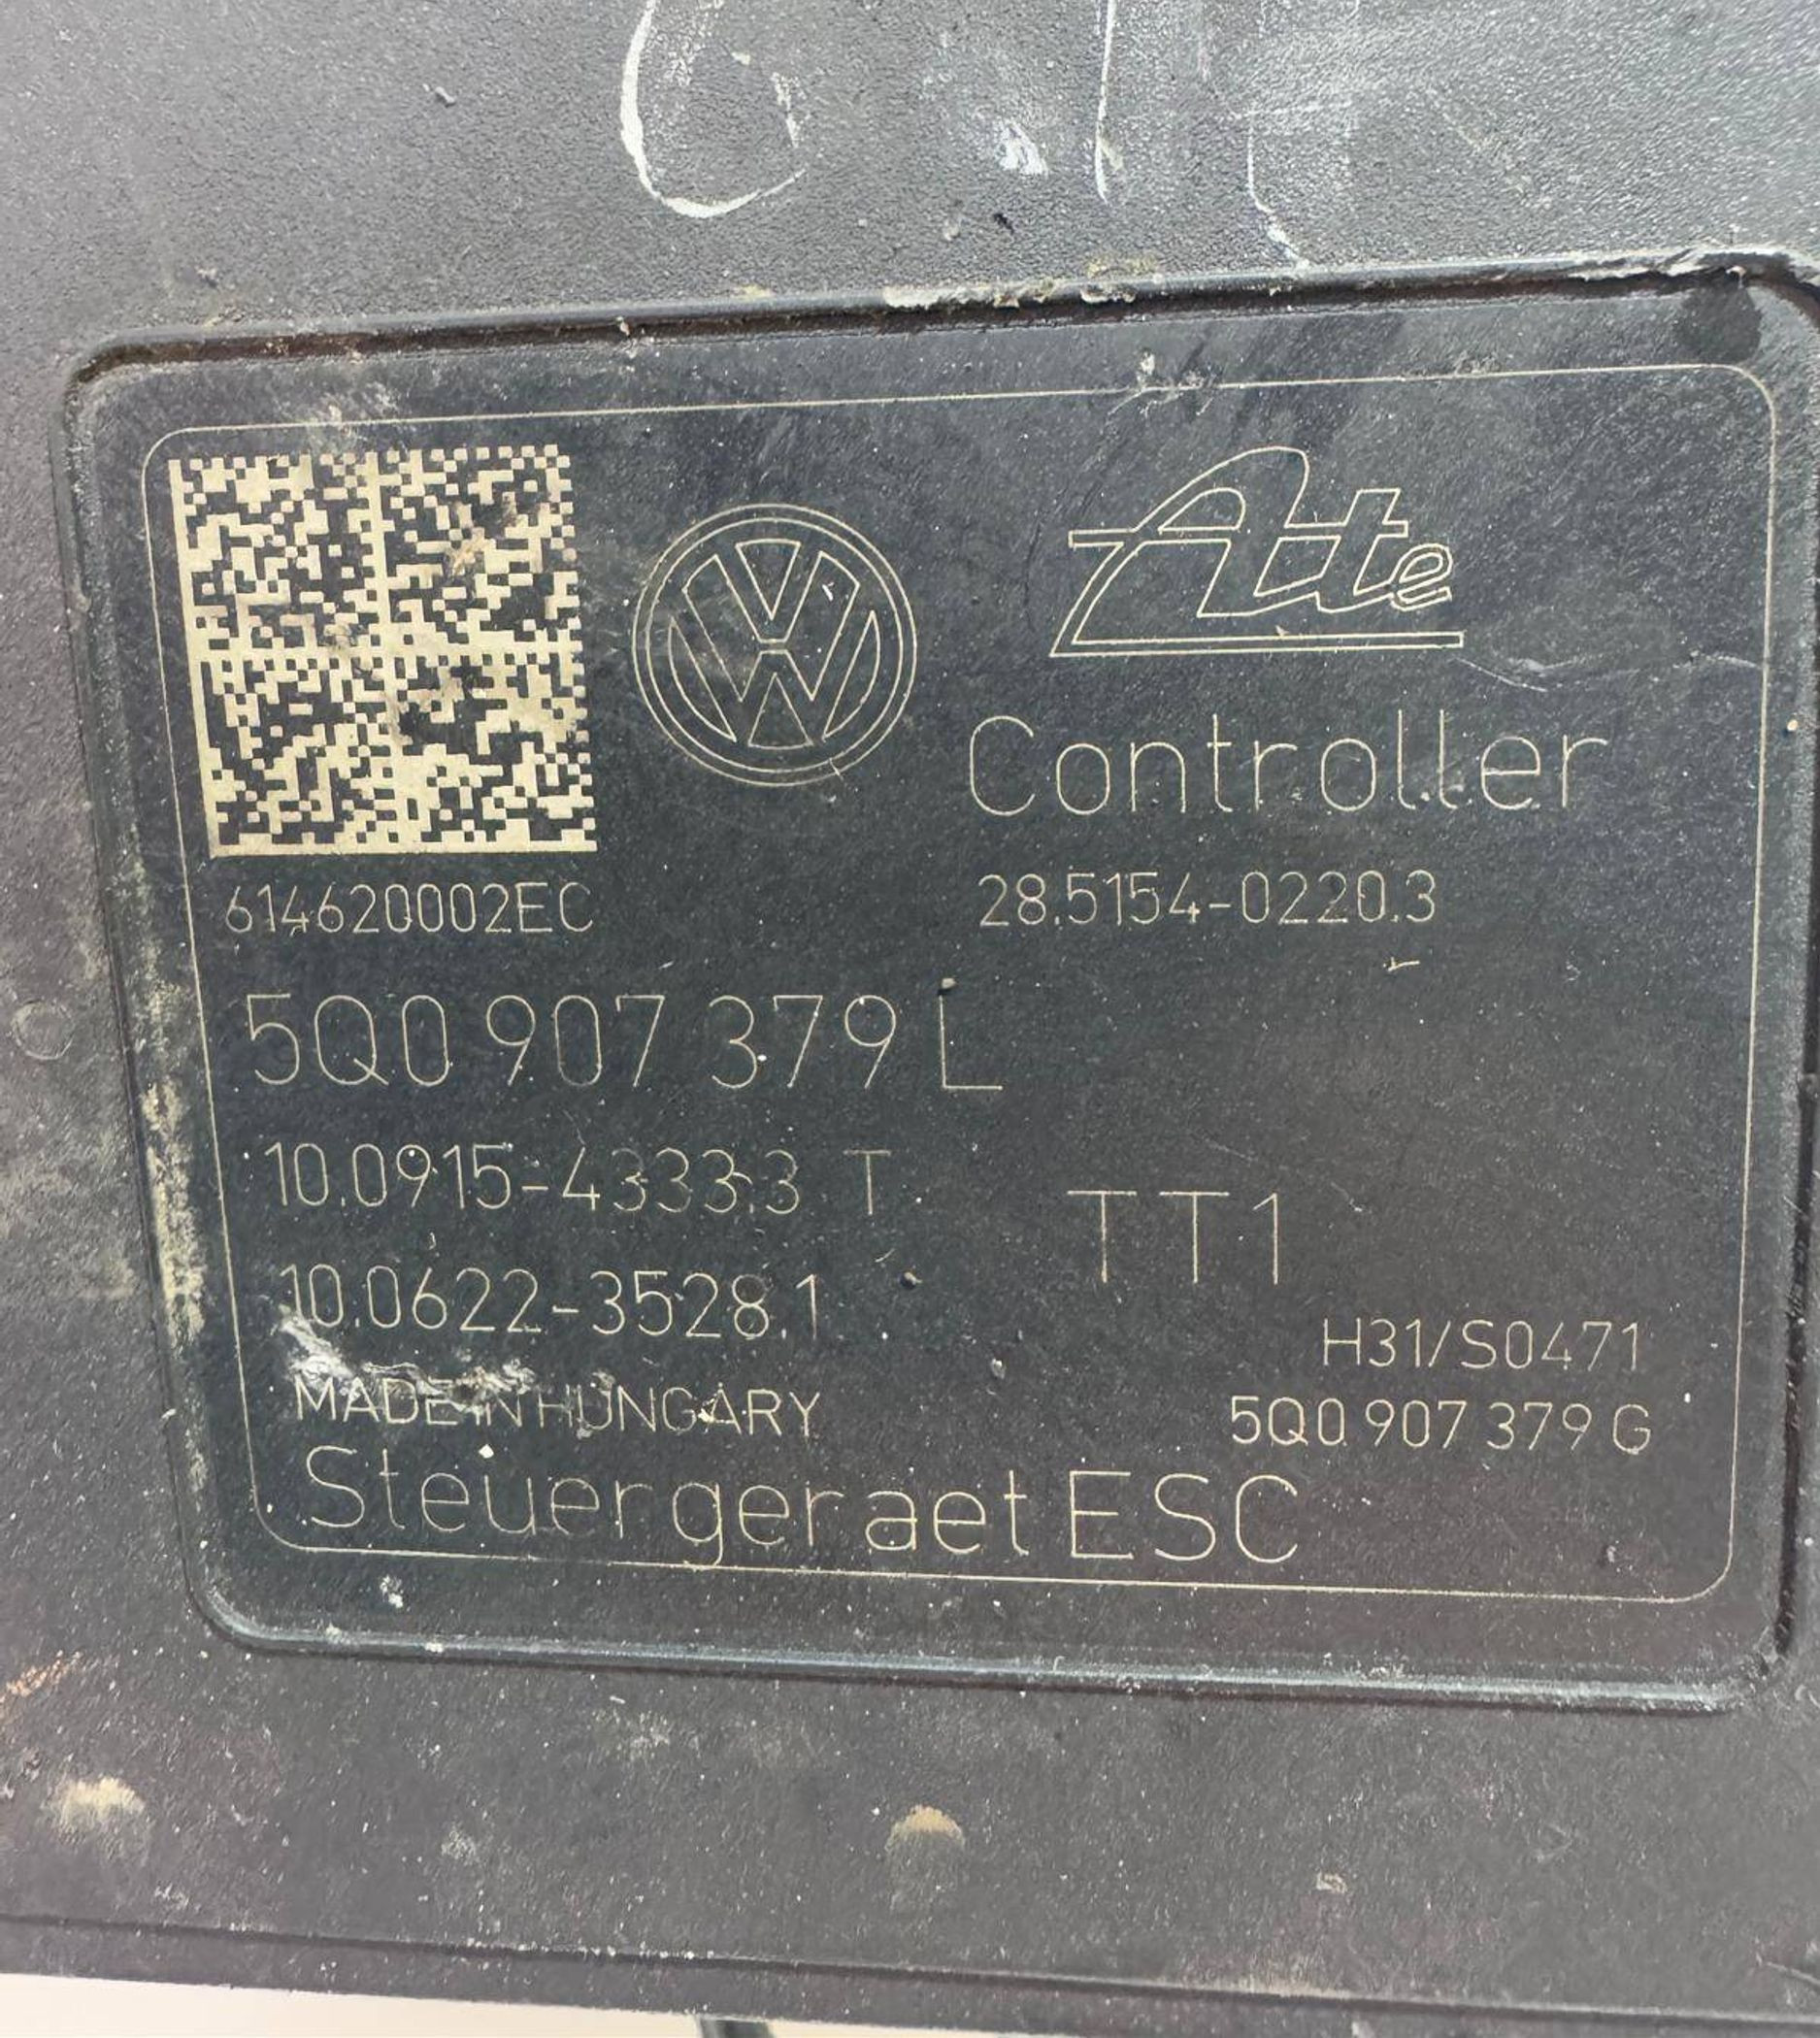 Ate
Controller
614620002EC
28.5154-0220.3
5Q0 907 379 L
10.0915-4333.3 T
TT1
10.0622-3528.1
H31/S0471
MADE IN HUNGARY
5Q0 907 379 G
Steuergeraet ESC